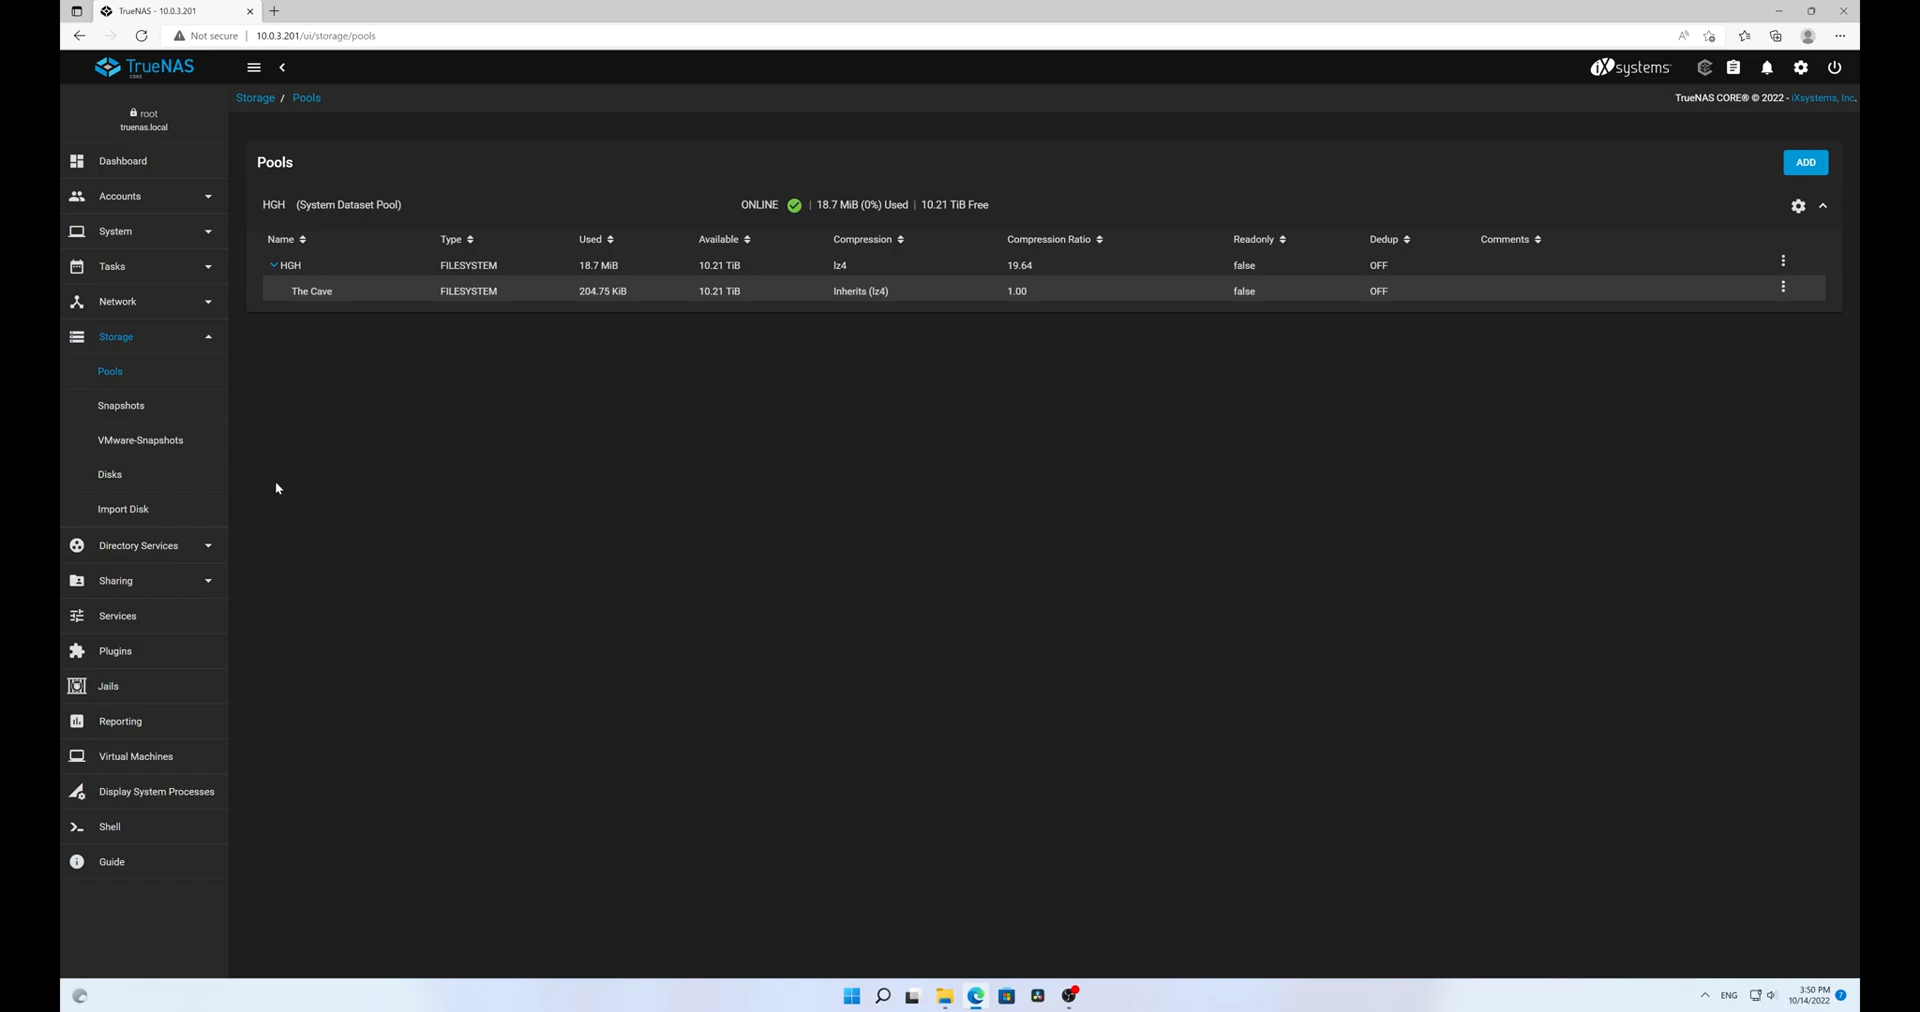 TrueNAS - 10.0.3.201
Not secure | 10.0.3.201/ui/storage/pools
TrueNAS
CORE
iXsystems
Storage / Pools
TrueNAS CORE® © 2022 - iXsystems, Inc.
root
truenas.local
Dashboard
Accounts
System
Tasks
Network
Storage
Pools
Snapshots
VMware-Snapshots
Disks
Import Disk
Directory Services
Sharing
Services
Plugins
Jails
Reporting
Virtual Machines
Display System Processes
Shell
Guide
Pools
ADD
HGH (System Dataset Pool) ONLINE | 18.7 MiB (0%) Used | 10.21 TiB Free
Name Type Used Available Compression Compression Ratio Readonly Dedup Comments
HGH FILESYSTEM 18.7 MiB 10.21 TiB lz4 19.64 false OFF
The Cave FILESYSTEM 204.75 KiB 10.21 TiB Inherits (lz4) 1.00 false OFF
ENG
3:50 PM
10/14/2022
7